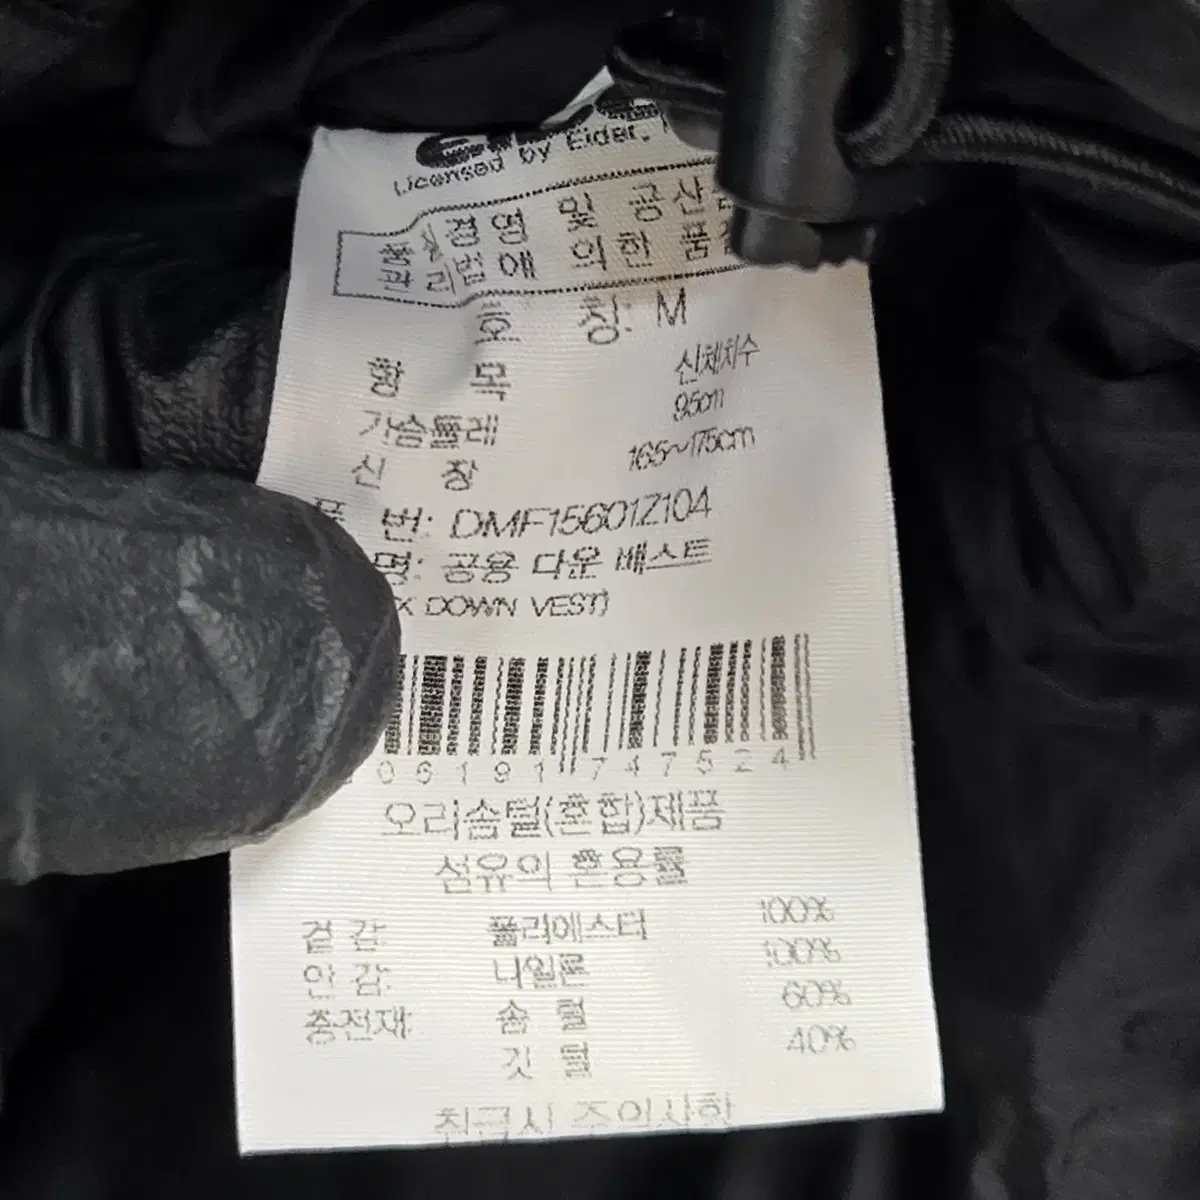 Licensed by Eider.
경영 및 공산
관리법에 의한 품
호 칭: M
항 목 신체치수
가슴둘레 95cm
신 장 165~175cm
번: DMF15601Z104
명: 공용 다운 베스트
X DOWN VEST)
06191 747524
오리솜털(혼합)제품
섬유의 혼용률
겉 감 폴리에스터 100%
안 감 나일론 100%
충전재 솜 털 60%
깃 털 40%
취급시 주의사항